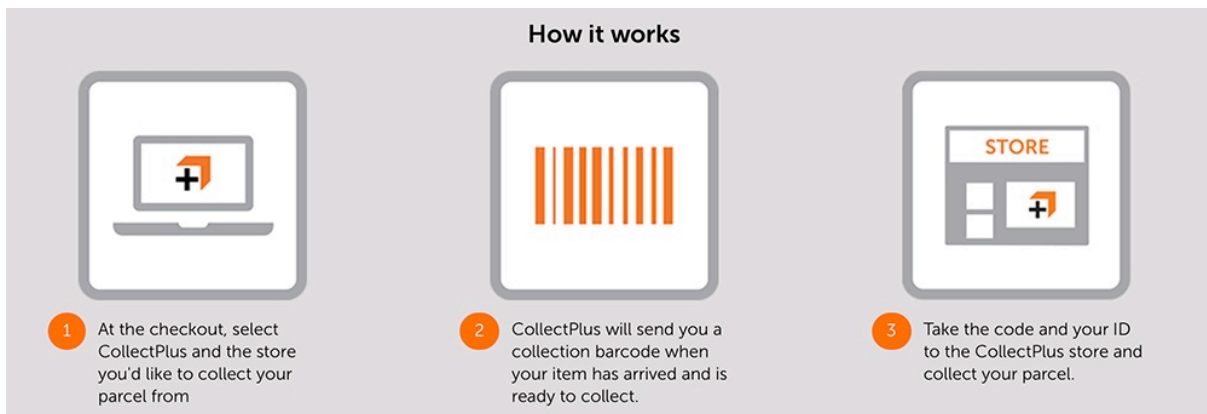 How it works
STORE
1
At the checkout, select
CollectPlus and the store
you'd like to collect your
parcel from
2
CollectPlus will send you a
collection barcode when
your item has arrived and is
ready to collect.
3
Take the code and your ID
to the CollectPlus store and
collect your parcel.